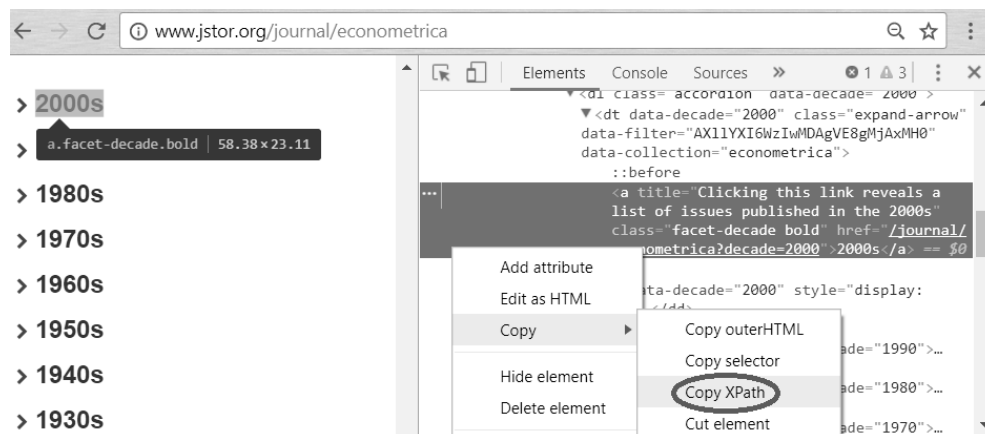 www.jstor.org/journal/econometrica
2000s
a.facet-decade.bold | 58.38×23.11
1980s
1970s
1960s
1950s
1940s
1930s
Elements Console Sources » 1 3
<dl class="accordion" data-decade="2000">
▼<dt data-decade="2000" class="expand-arrow"
data-filter="AXllYXI6WzIwMDAgVE8gMjAxMH0"
data-collection="econometrica">
::before
<a title="Clicking this link reveals a
list of issues published in the 2000s"
class="facet-decade bold" href="/journal/
onometrica?decade=2000">2000s</a> == $0
ta-decade="2000" style="display:
</dd>
ade="1990">…
ade="1980">…
ade="1970">…
Add attribute
Edit as HTML
Copy
Hide element
Delete element
Copy outerHTML
Copy selector
Copy XPath
Cut element